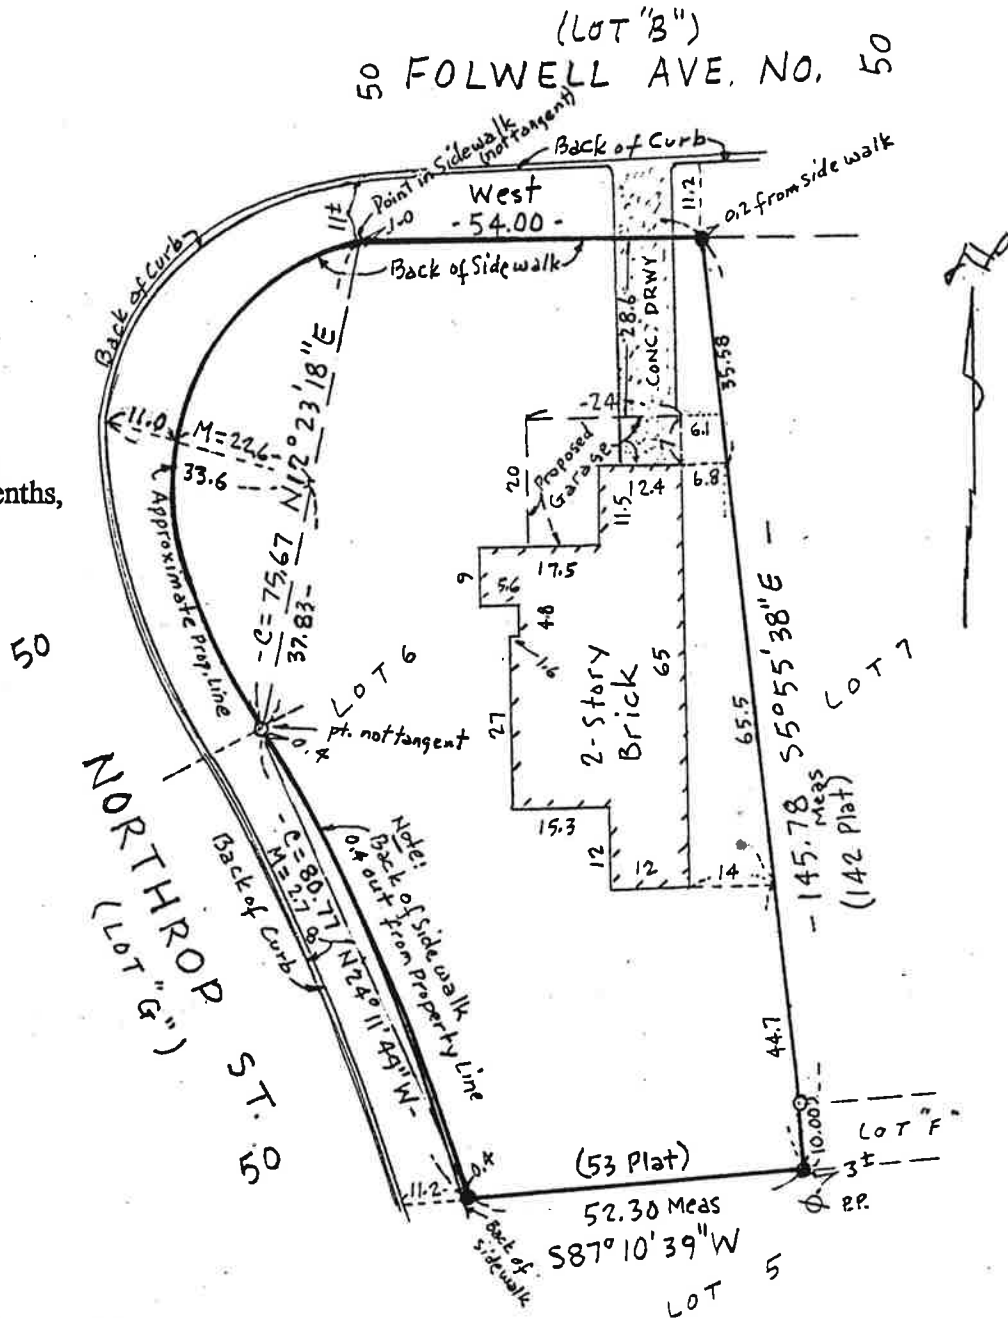 (LOT "B")
50 FOLWELL AVE. NO. 50
Point in Sidewalk
(not tangent)
Back of Curb
0.2 from side walk
West
- 54.00 -
11.2
11±
1.0
Back of Sidewalk
Back of Curb
28.6
CONC. DRWY
35.58
N12°23'18"E
11.0
M=22.6
33.6
-24-
6.1
7
Proposed
Garage
20
12.4
6.8
11.5
enths,
Approximate Prop. Line
17.5
9
5.6
4.8
1.6
- C = 75.67
37.83-
50
LOT 6
65
2-Story
Brick
27
65.5
S5°55'38"E -
LOT 7
0.4
pt. not tangent
15.3
12
12
14
- 145.78
Meas
(142 Plat)
NORTHROP ST.
(LOT "G")
50
Back of Curb
- C = 80.77 / N24°11'49"W -
M = 2.78
Note:
Back of Sidewalk
0.4 out from Property Line
44.7
10.00
LOT "F"
3±
P.P.
(53 Plat)
52.30 Meas
S87°10'39"W
11.2
0.4
Back of
sidewalk
LOT 5